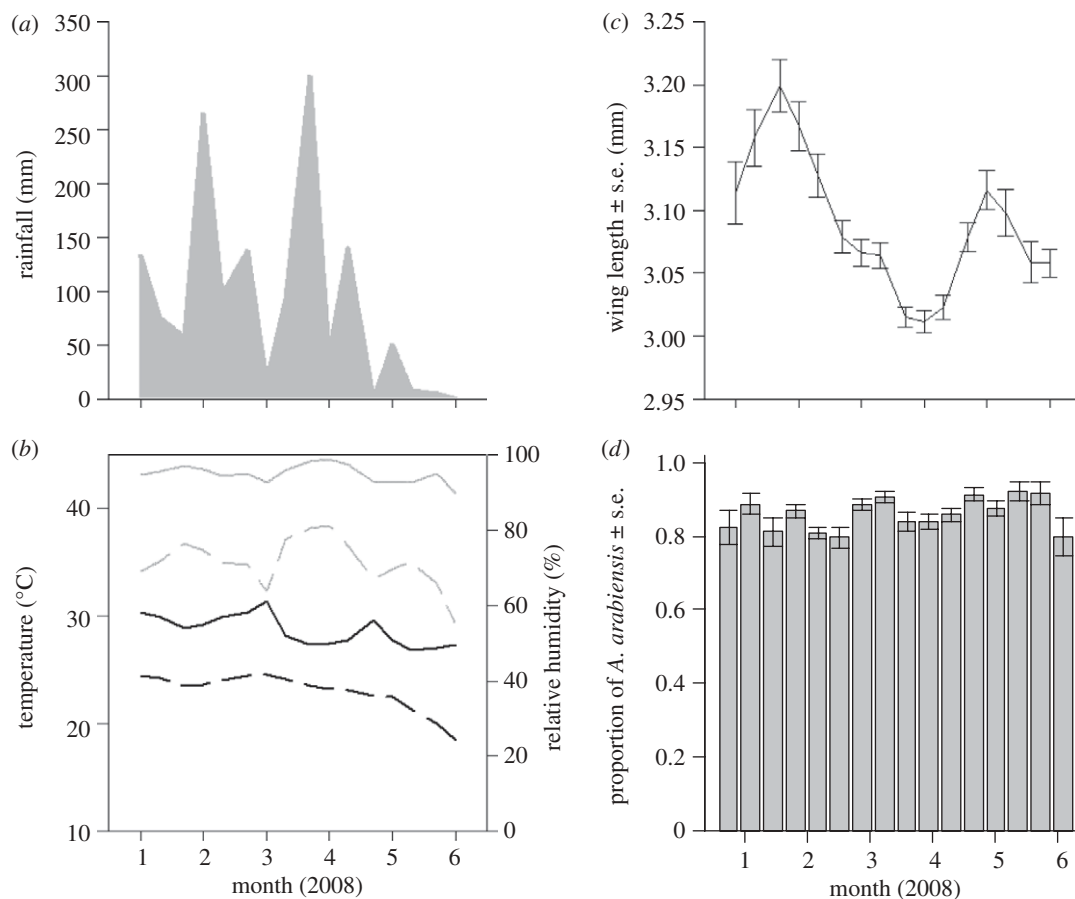 (a)
350
300
250
200
150
100
50
0
rainfall (mm)
(c)
3.25
3.20
3.15
3.10
3.05
3.00
2.95
wing length ± s.e. (mm)
(b)
40
30
20
10
temperature (°C)
100
80
60
40
20
0
relative humidity (%)
1 2 3 4 5 6
month (2008)
(d)
1.0
0.8
0.6
0.4
0.2
0
proportion of A. arabiensis ± s.e.
1 2 3 4 5 6
month (2008)